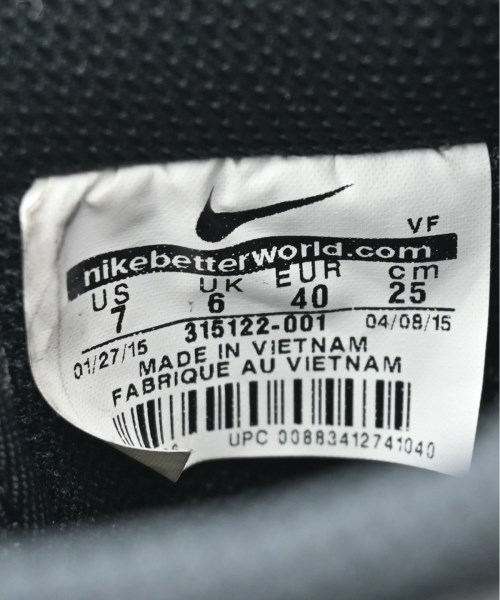 VF
nikebetterworld.com
US UK EUR cm
7 6 40 25
01/27/15 315122-001 04/08/15
MADE IN VIETNAM
FABRIQUE AU VIETNAM
UPC 00883412741040